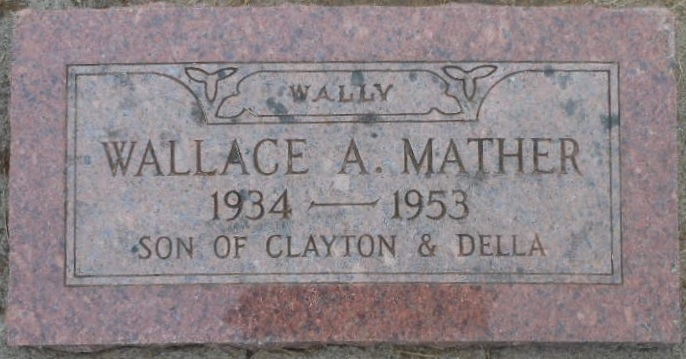 WALLY
WALLACE A. MATHER
1934 — 1953
SON OF CLAYTON & DELLA